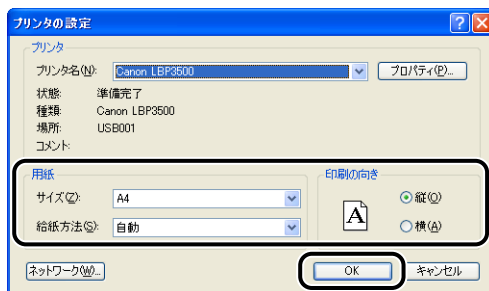 プリンタの設定
プリンタ
プリンタ名(N): Canon LBP3500 プロパティ(P)...
状態: 準備完了
種類: Canon LBP3500
場所: USB001
コメント:
用紙
サイズ(Z): A4
給紙方法(S): 自動
印刷の向き
A
縦(O)
横(A)
ネットワーク(W)...
OK
キャンセル